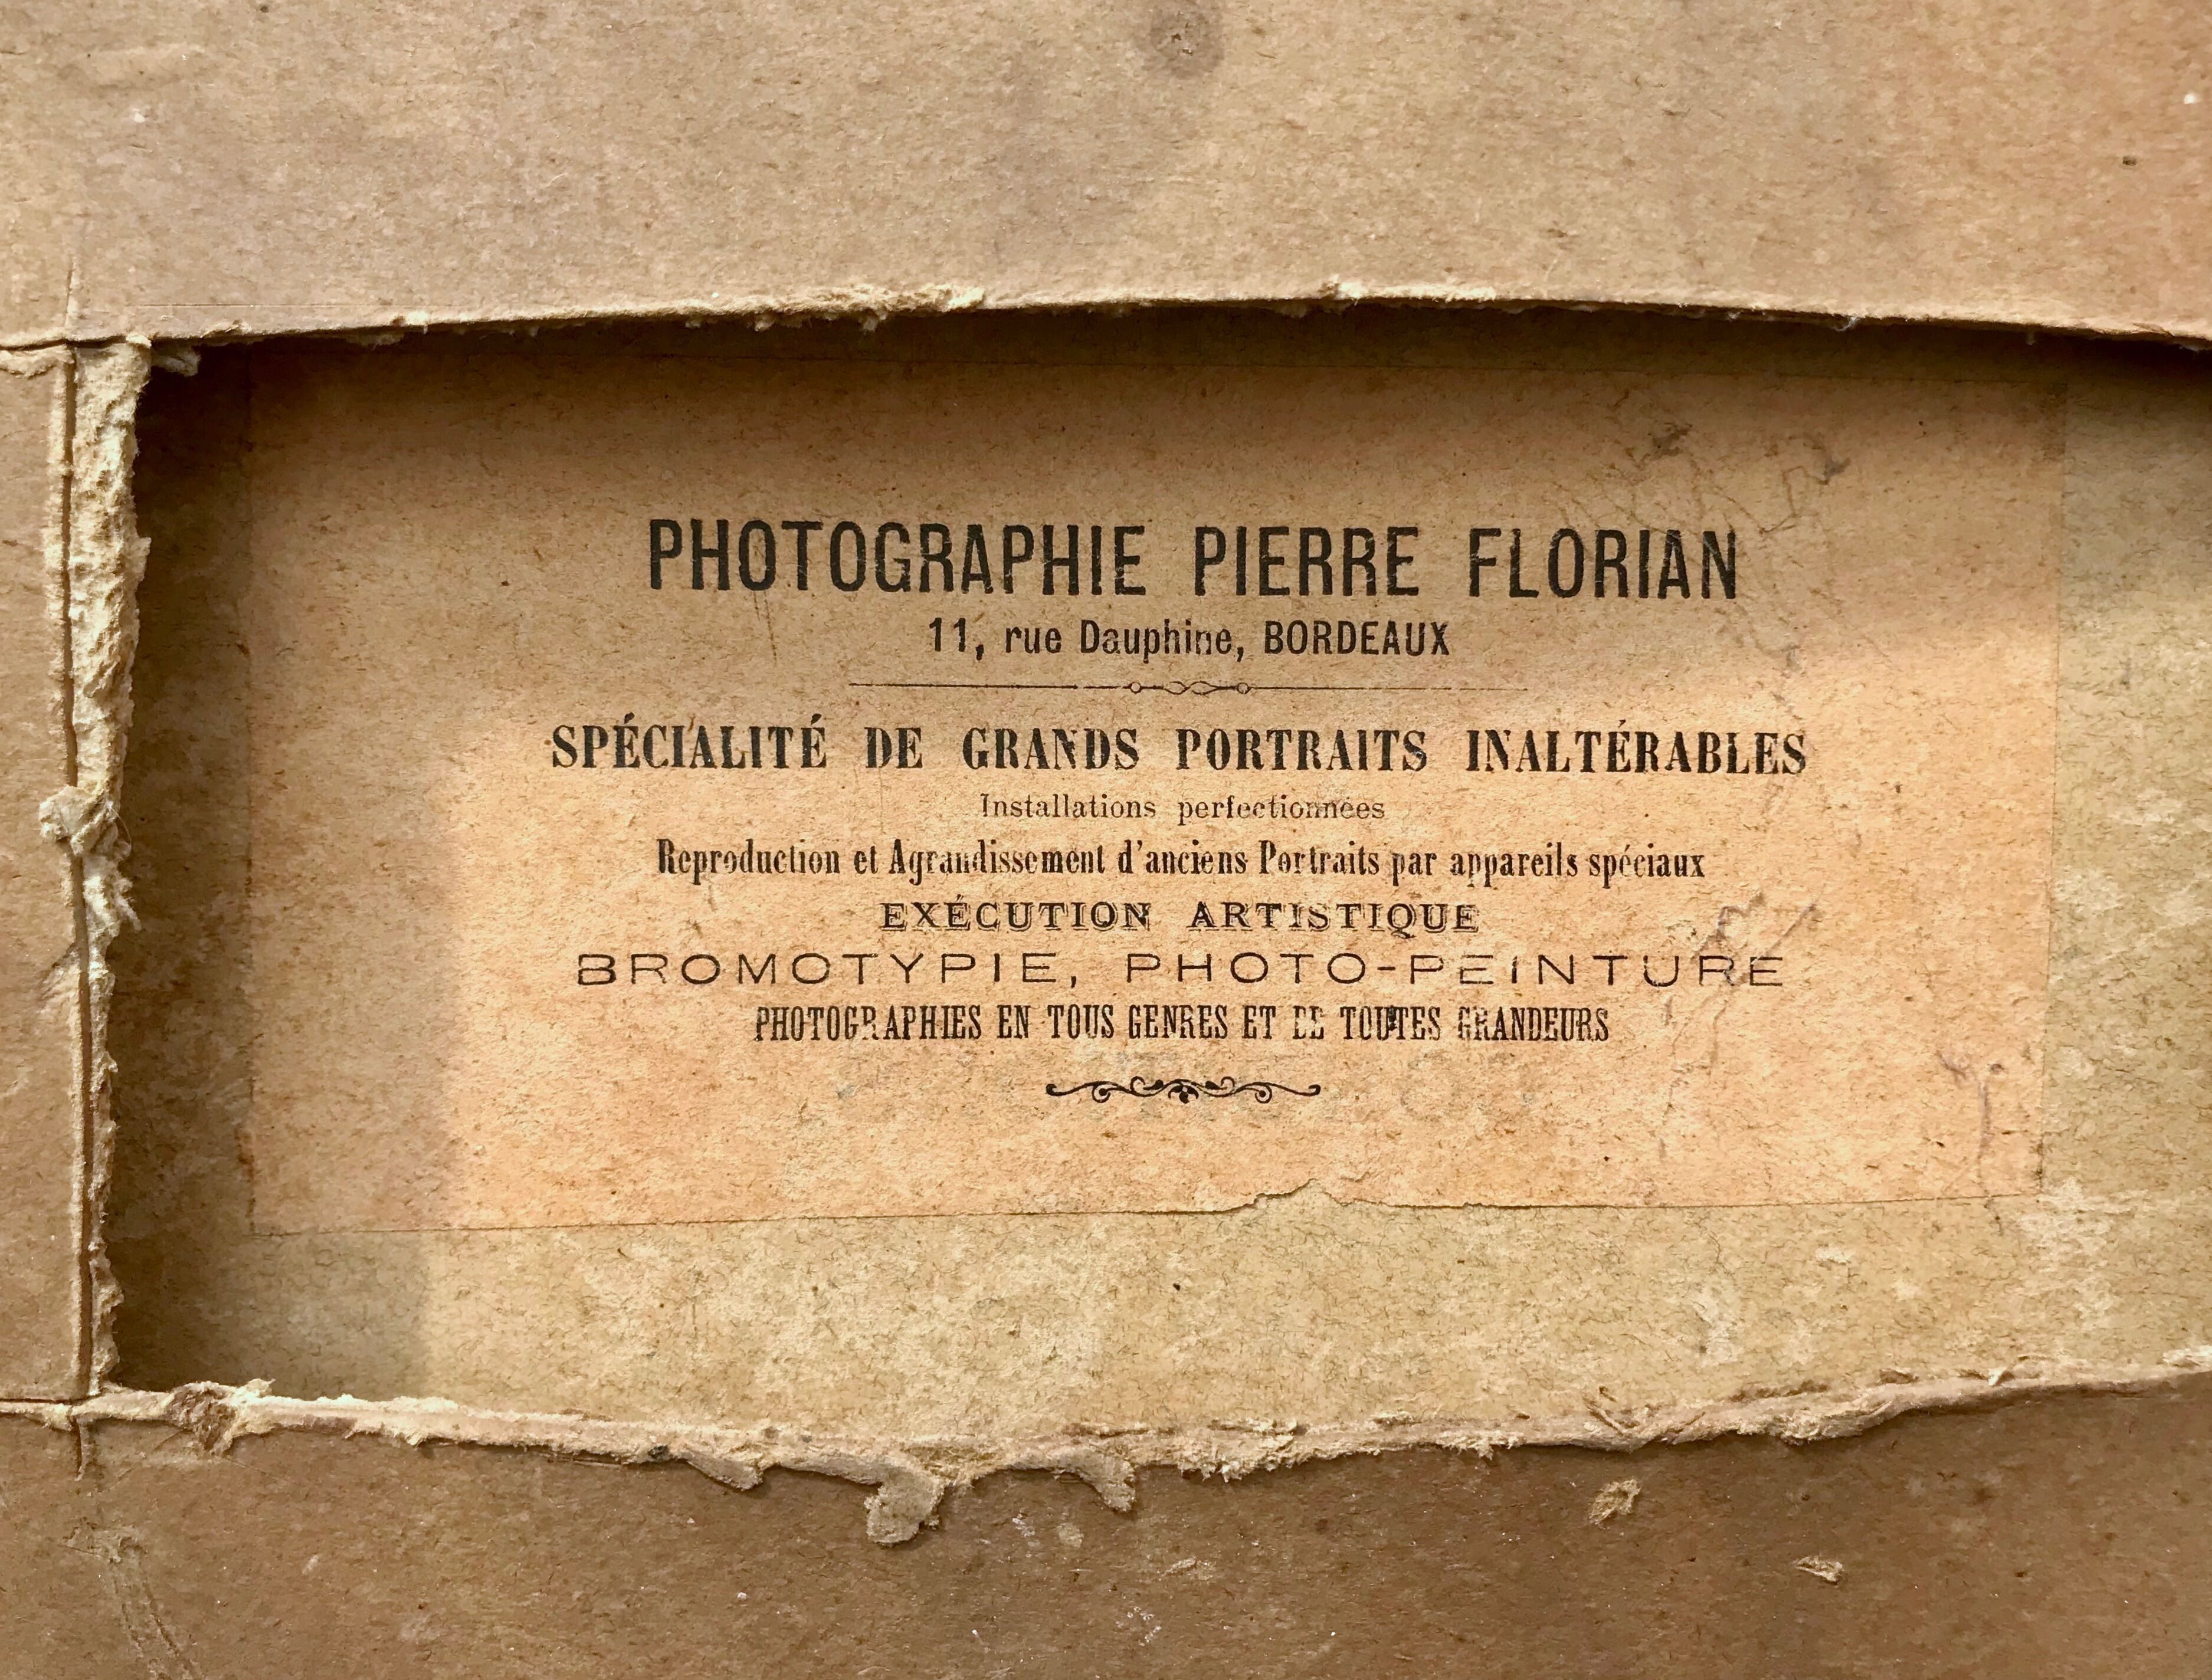 PHOTOGRAPHIE PIERRE FLORIAN
11, rue Dauphine, BORDEAUX
SPÉCIALITÉ DE GRANDS PORTRAITS INALTÉRABLES
Installations perfectionnées
Reproduction et Agrandissement d'anciens Portraits par appareils spéciaux
EXÉCUTION ARTISTIQUE
BROMOTYPIE, PHOTO-PEINTURE
PHOTOGRAPHIES EN TOUS GENRES ET DE TOUTES GRANDEURS